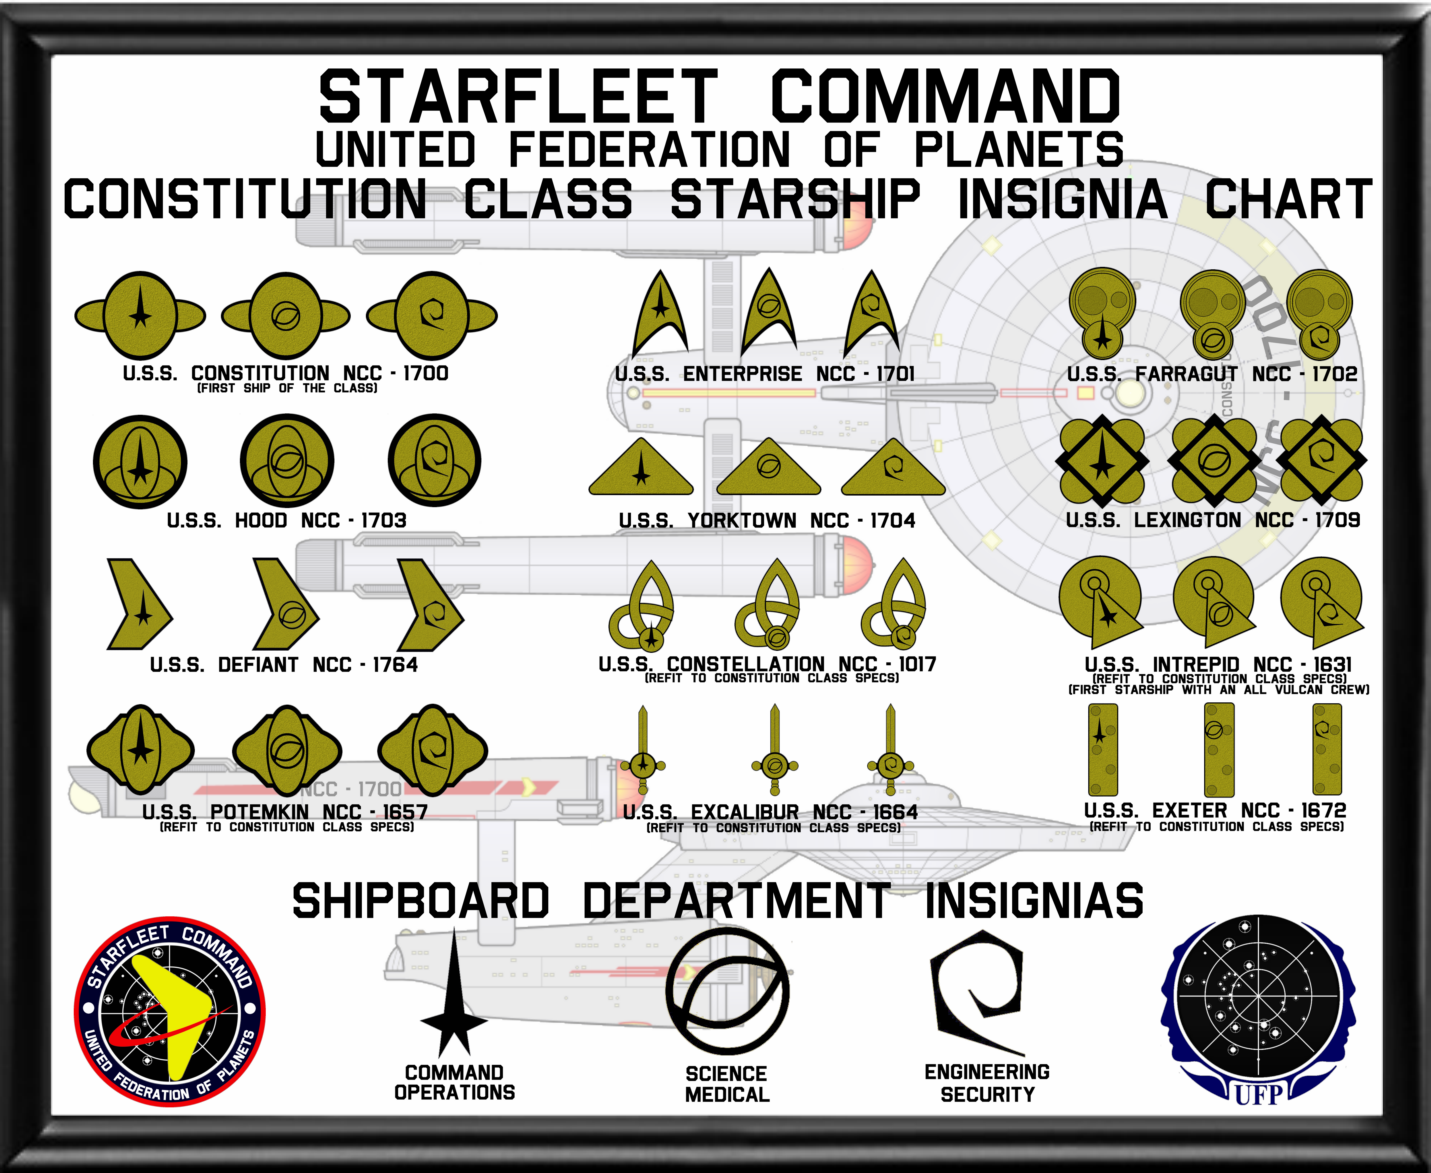 STARFLEET COMMAND
UNITED FEDERATION OF PLANETS
CONSTITUTION CLASS STARSHIP INSIGNIA CHART
U.S.S. CONSTITUTION NCC - 1700
(FIRST SHIP OF THE CLASS)
U.S.S. ENTERPRISE NCC - 1701
U.S.S. FARRAGUT NCC - 1702
NCC - 1700
CONSTIT
U.S.S. HOOD NCC - 1703
U.S.S. YORKTOWN NCC - 1704
U.S.S. LEXINGTON NCC - 1709
U.S.S. DEFIANT NCC - 1764
U.S.S. CONSTELLATION NCC - 1017
(REFIT TO CONSTITUTION CLASS SPECS)
U.S.S. INTREPID NCC - 1631
(REFIT TO CONSTITUTION CLASS SPECS)
(FIRST STARSHIP WITH AN ALL VULCAN CREW)
NCC - 1700
U.S.S. POTEMKIN NCC - 1657
(REFIT TO CONSTITUTION CLASS SPECS)
U.S.S. EXCALIBUR NCC - 1664
(REFIT TO CONSTITUTION CLASS SPECS)
U.S.S. EXETER NCC - 1672
(REFIT TO CONSTITUTION CLASS SPECS)
SHIPBOARD DEPARTMENT INSIGNIAS
STARFLEET COMMAND
UNITED FEDERATION OF PLANETS
COMMAND
OPERATIONS
SCIENCE
MEDICAL
ENGINEERING
SECURITY
UFP